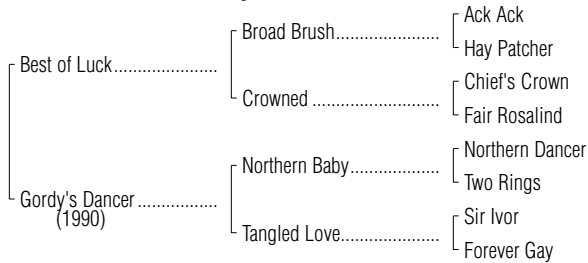 Ack Ack
Broad Brush..................
Hay Patcher
Best of Luck..................
Chief's Crown
Crowned ......................
Fair Rosalind
Northern Dancer
Northern Baby................
Two Rings
Gordy's Dancer..............
(1990)
Sir Ivor
Tangled Love.................
Forever Gay